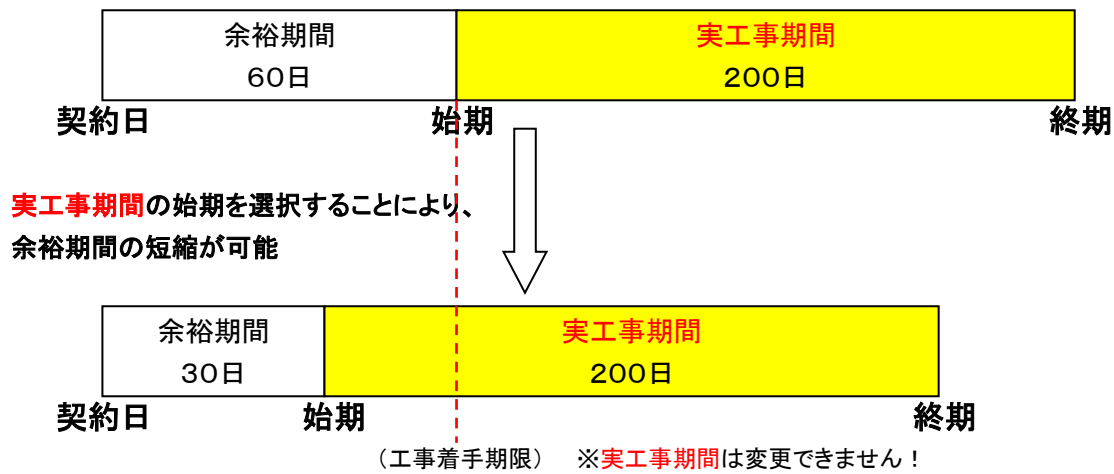 余裕期間
60日
実工事期間
200日
契約日
始期
終期
実工事期間の始期を選択することにより、
余裕期間の短縮が可能
余裕期間
30日
実工事期間
200日
契約日
始期
終期
（工事着手期限）　※実工事期間は変更できません！